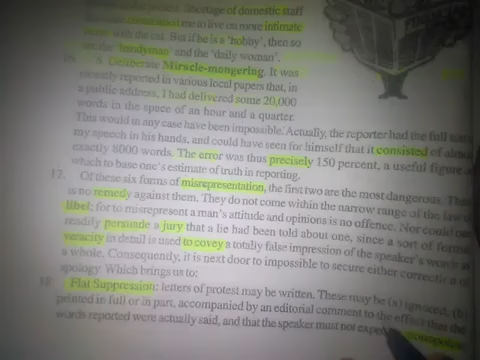 Shortage of domestic staff
me to live on more intimate
with the cat. But if he is a 'hobby', then so
are the 'handyman' and the 'daily woman'.
6. Deliberate Miracle-mongering. It was
recently reported in various local papers that, in
a public address, I had delivered some 20,000
words in the space of an hour and a quarter.
This would in any case have been impossible. Actually, the reporter had the full
my speech in his hands, and could have seen for himself that it consisted of
exactly 8000 words. The error was thus precisely 150 percent, a useful figure
which to base one's estimate of truth in reporting.
17. Of these six forms of misrepresentation, the first two are the most dangerous.
is no remedy against them. They do not come within the narrow range of the law of
libel; for to misrepresent a man's attitude and opinions is no offence. Nor could
readily persuade a jury that a lie had been told about one, since a sort of
veracity in detail is used to covey a totally false impression of the speaker's words
a whole. Consequently, it is next door to impossible to secure either
apology. Which brings us to:
18. Flat Suppression: letters of protest may be written. These may be (a) ignored, (b)
printed in full or in part, accompanied by an editorial comment to the effect that the
words reported were actually said, and that the speaker must not